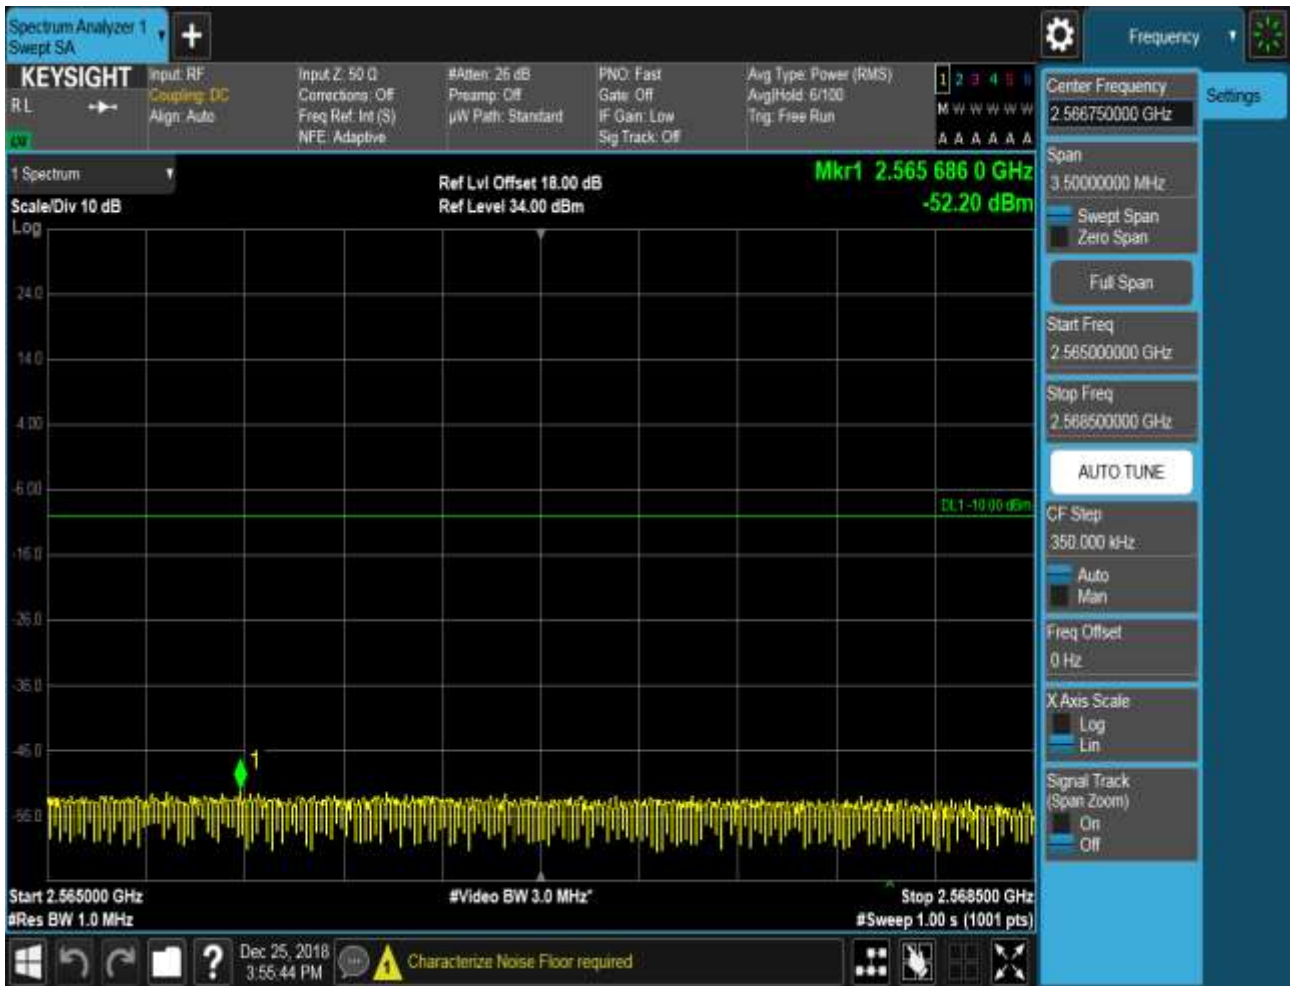 Spectrum Analyzer 1
Swept SA
Frequency
KEYSIGHT
RL
Input: RF
Coupling: DC
Align: Auto
Input Z: 50 Ω
Corrections: Off
Freq Ref: Int (S)
NFE: Adaptive
#Atten: 26 dB
Preamp: Off
µW Path: Standard
PNO: Fast
Gate: Off
IF Gain: Low
Sig Track: Off
Avg Type: Power (RMS)
Avg|Hold: 6/100
Trig: Free Run
1 2 3 4 5 6
M W W W W W
A A A A A A
1 Spectrum
Scale/Div 10 dB
Log
Ref Lvl Offset 18.00 dB
Ref Level 34.00 dBm
Mkr1 2.565 686 0 GHz
-52.20 dBm
24.0
14.0
4.00
-6.00
-16.0
-26.0
-36.0
-46.0
-56.0
DL1 -10.00 dBm
1
Start 2.565000 GHz
#Res BW 1.0 MHz
#Video BW 3.0 MHz*
Stop 2.568500 GHz
#Sweep 1.00 s (1001 pts)
Center Frequency
2.566750000 GHz
Settings
Span
3.50000000 MHz
Swept Span
Zero Span
Full Span
Start Freq
2.565000000 GHz
Stop Freq
2.568500000 GHz
AUTO TUNE
CF Step
350.000 kHz
Auto
Man
Freq Offset
0 Hz
X Axis Scale
Log
Lin
Signal Track
(Span Zoom)
On
Off
?
Dec 25, 2018
3:55:44 PM
1
Characterize Noise Floor required